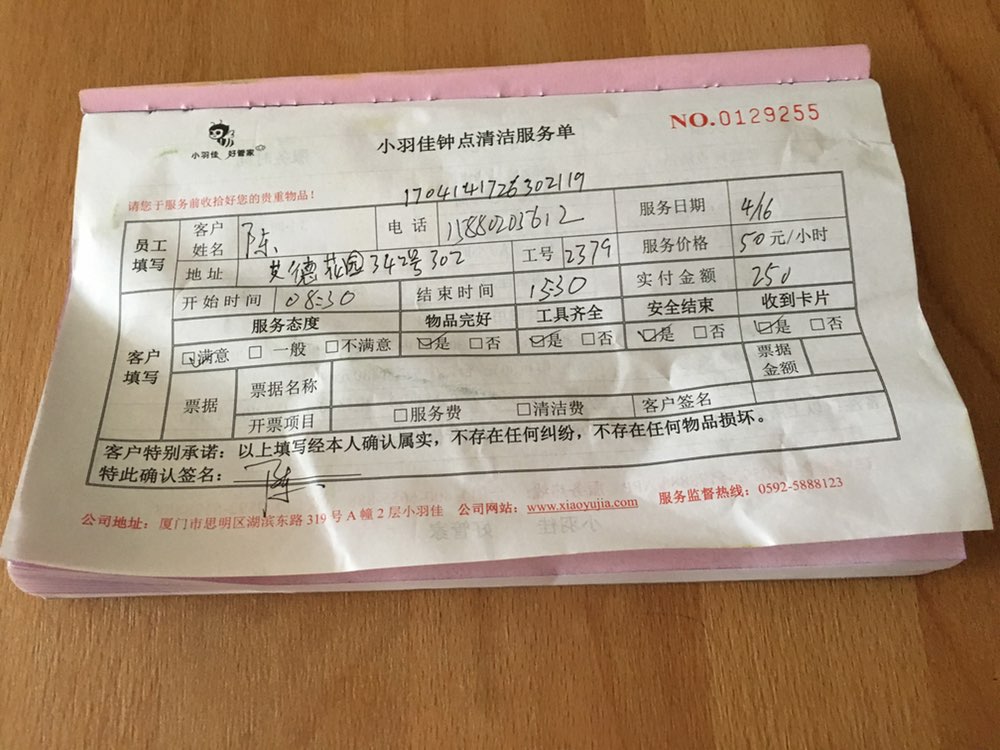 小羽佳 好管家
小羽佳钟点清洁服务单
NO.0129255
请您于服务前收拾好您的贵重物品！
1704141726302119
员工填写 客户姓名 陈 电话 15880203612 服务日期 4/16
地址 英德花园342号302 工号 2379 服务价格 50元/小时
开始时间 08:30 结束时间 15:30 实付金额 250
客户填写 服务态度 物品完好 工具齐全 安全结束 收到卡片
☑满意 □一般 □不满意 ☑是 □否 ☑是 □否 ☑是 □否 ☑是 □否
票据 票据名称 票据金额
开票项目 □服务费 □清洁费 客户签名
客户特别承诺：以上填写经本人确认属实，不存在任何纠纷，不存在任何物品损坏。
特此确认签名：陈
公司地址：厦门市思明区湖滨东路319号A幢2层小羽佳 公司网站：www.xiaoyujia.com 服务监督热线：0592-5888123